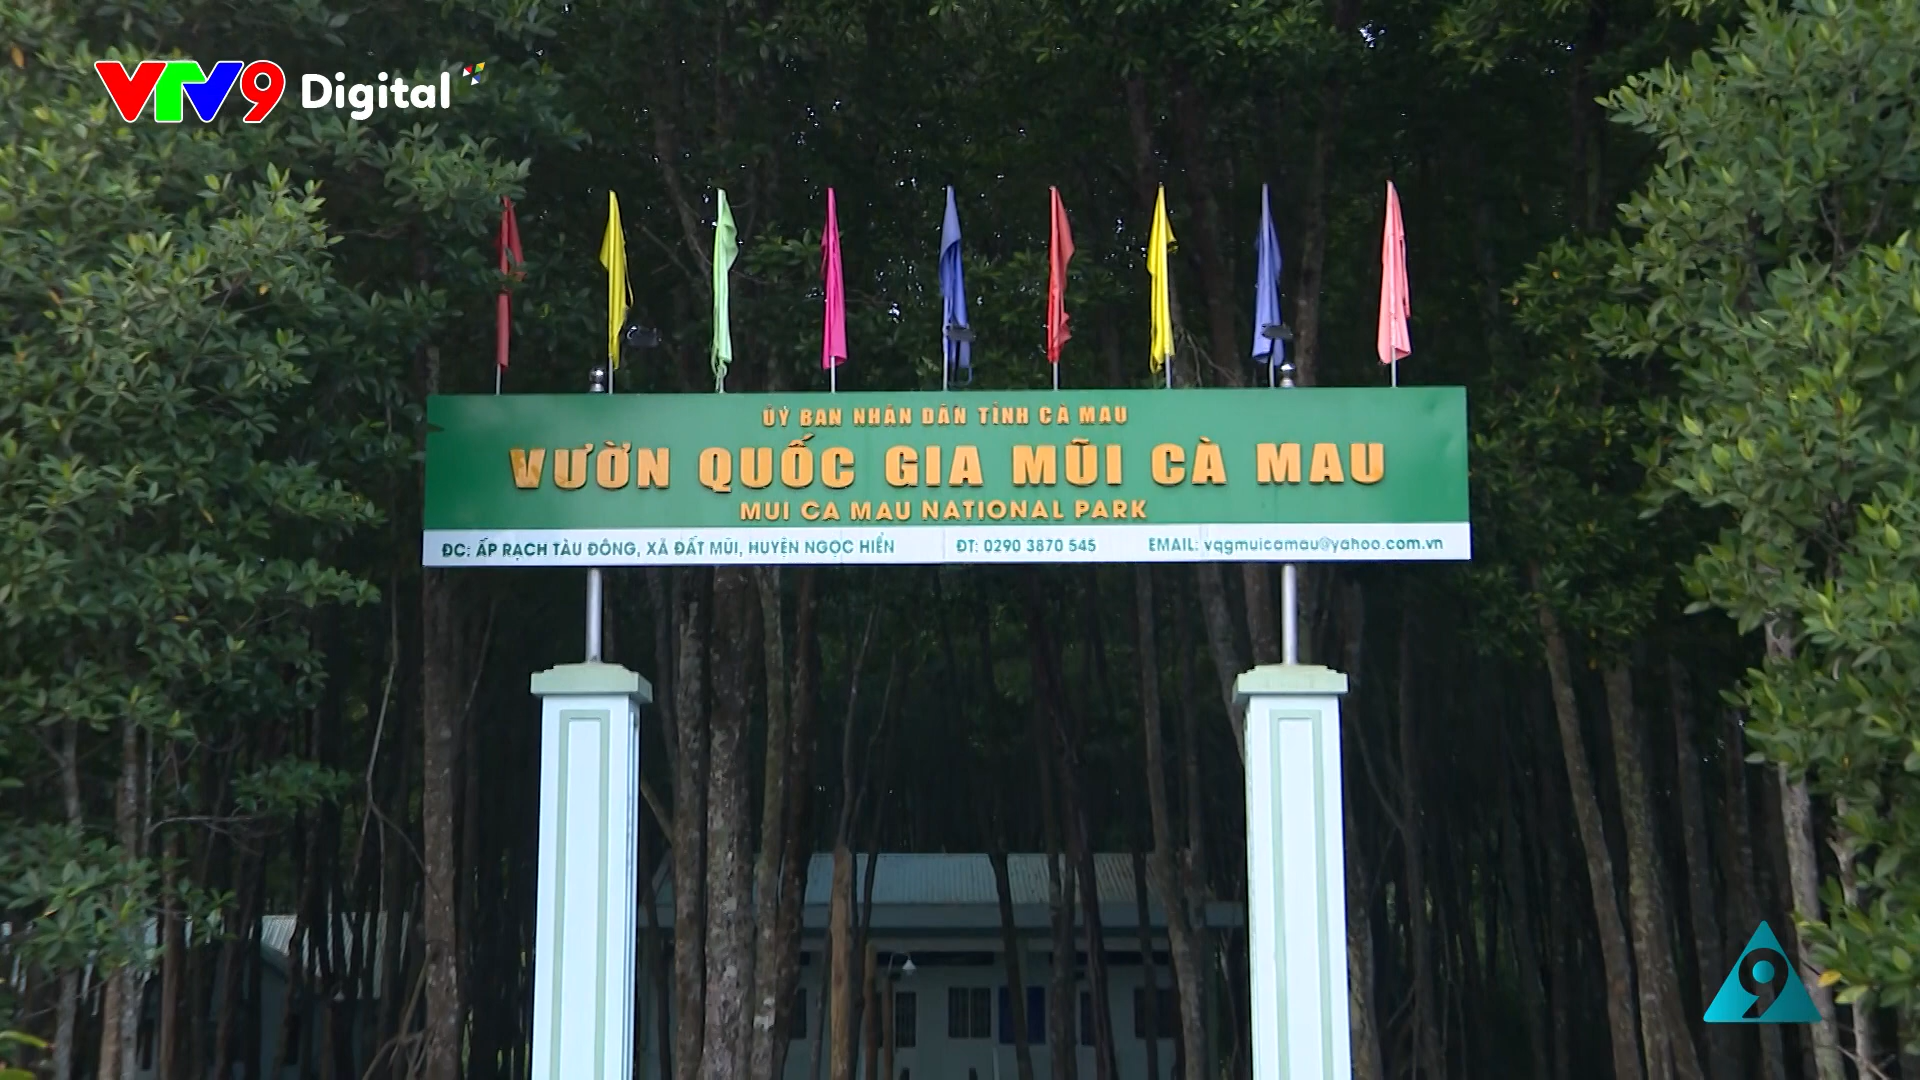 VTV9 Digital
ỦY BAN NHÂN DÂN TỈNH CÀ MAU
VƯỜN QUỐC GIA MŨI CÀ MAU
MUI CA MAU NATIONAL PARK
ĐC: ẤP RẠCH TÀU ĐÔNG, XÃ ĐẤT MŨI, HUYỆN NGỌC HIỂN ĐT: 0290 3870 545 EMAIL: vqgmuicamau@yahoo.com.vn
9